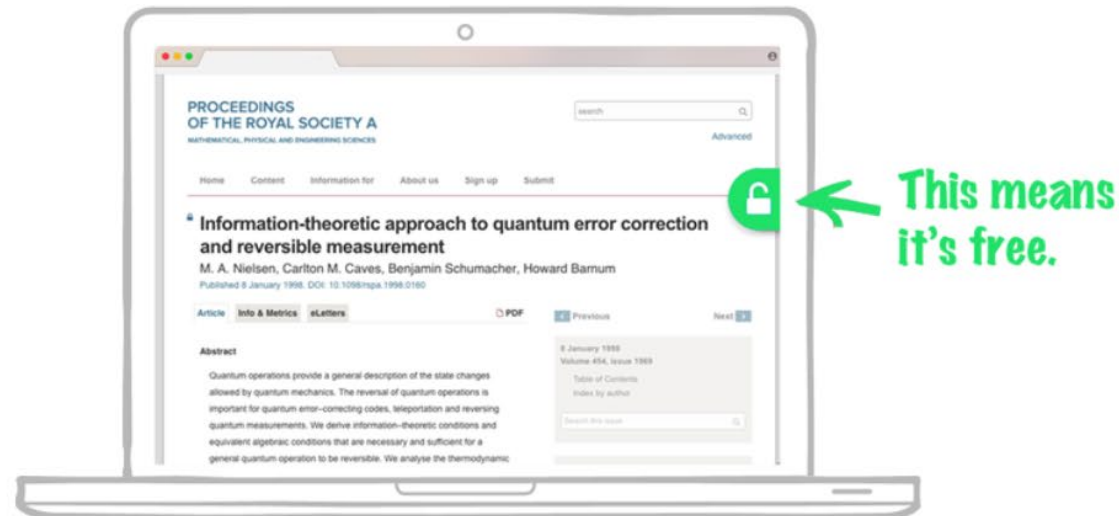 PROCEEDINGS
OF THE ROYAL SOCIETY A
MATHEMATICAL, PHYSICAL AND ENGINEERING SCIENCES
search
Advanced
Home Content Information for About us Sign up Submit
Information-theoretic approach to quantum error correction
and reversible measurement
M. A. Nielsen, Carlton M. Caves, Benjamin Schumacher, Howard Barnum
Published 8 January 1998. DOI: 10.1098/rspa.1998.0160
Article Info & Metrics eLetters PDF
Previous Next
Abstract
Quantum operations provide a general description of the state changes
allowed by quantum mechanics. The reversal of quantum operations is
important for quantum error–correcting codes, teleportation and reversing
quantum measurements. We derive information–theoretic conditions and
equivalent algebraic conditions that are necessary and sufficient for a
general quantum operation to be reversible. We analyse the thermodynamic
8 January 1998
Volume 454, issue 1969
Table of Contents
Index by author
Search this issue
This means
it's free.